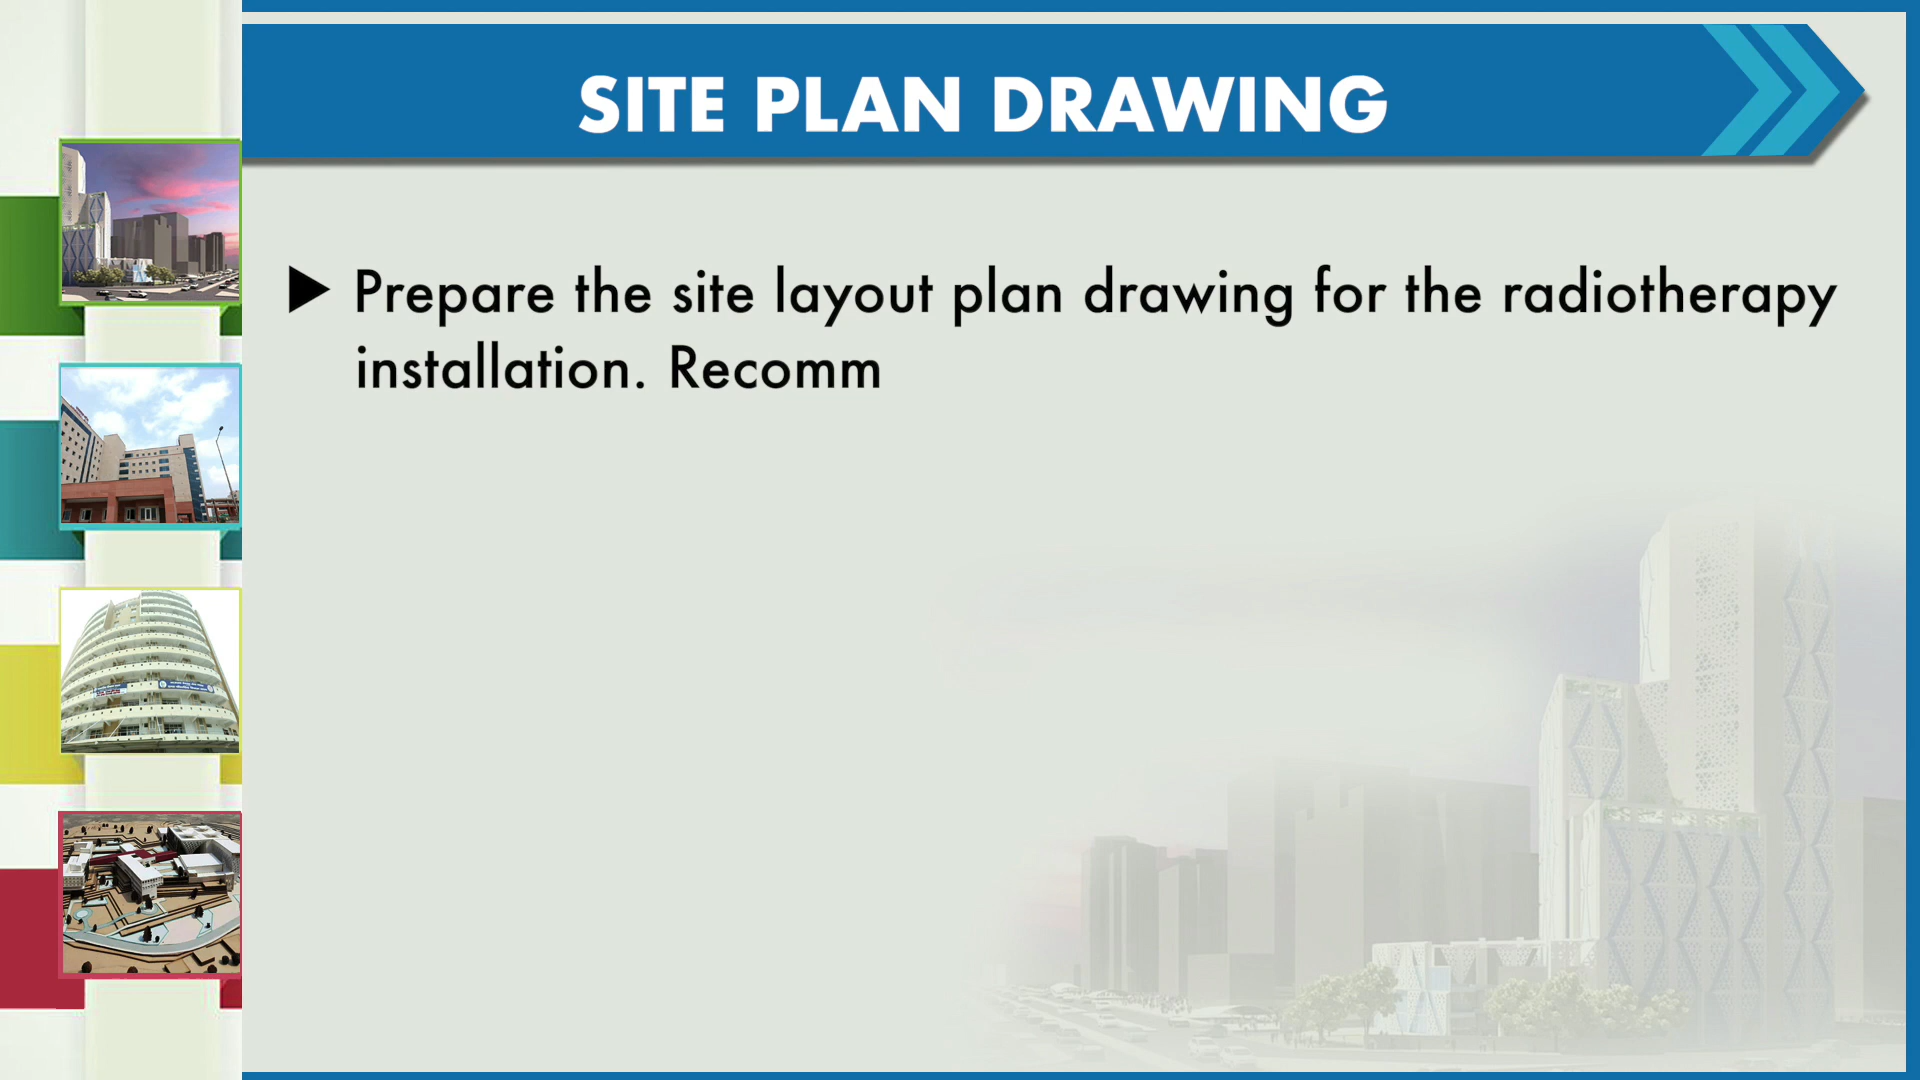 SITE PLAN DRAWING
▶ Prepare the site layout plan drawing for the radiotherapy
installation. Recomm